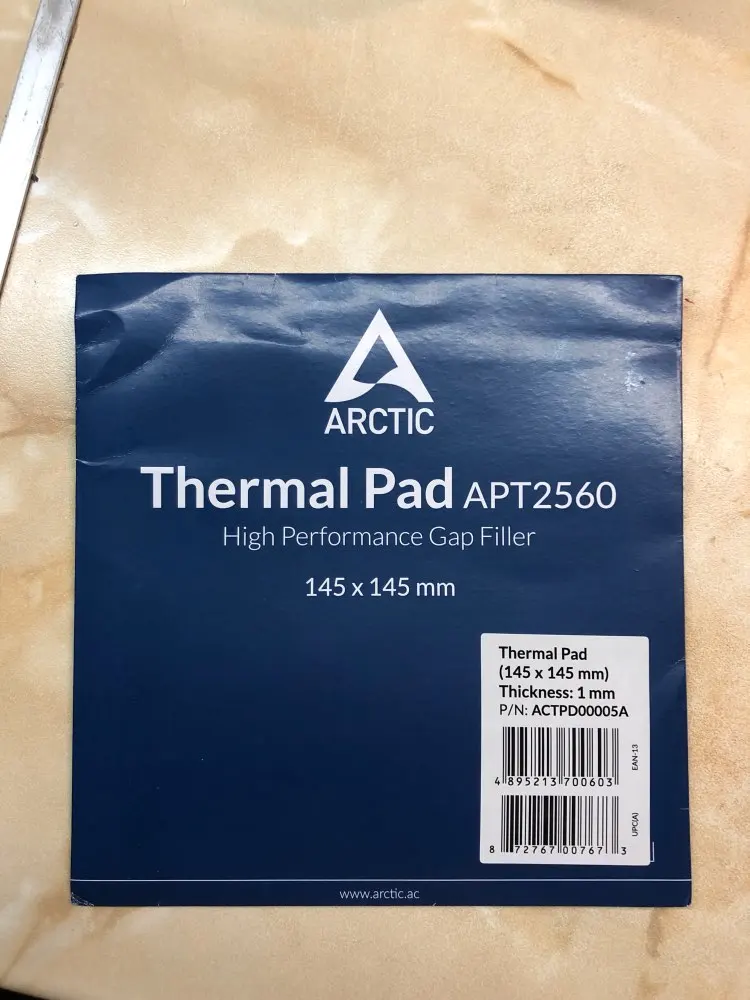 ARCTIC
Thermal Pad APT2560
High Performance Gap Filler
145 x 145 mm
Thermal Pad
(145 x 145 mm)
Thickness: 1 mm
P/N: ACTPD00005A
EAN-13
4 895213 700603
UPC(A)
8 72767 00767 3
www.arctic.ac